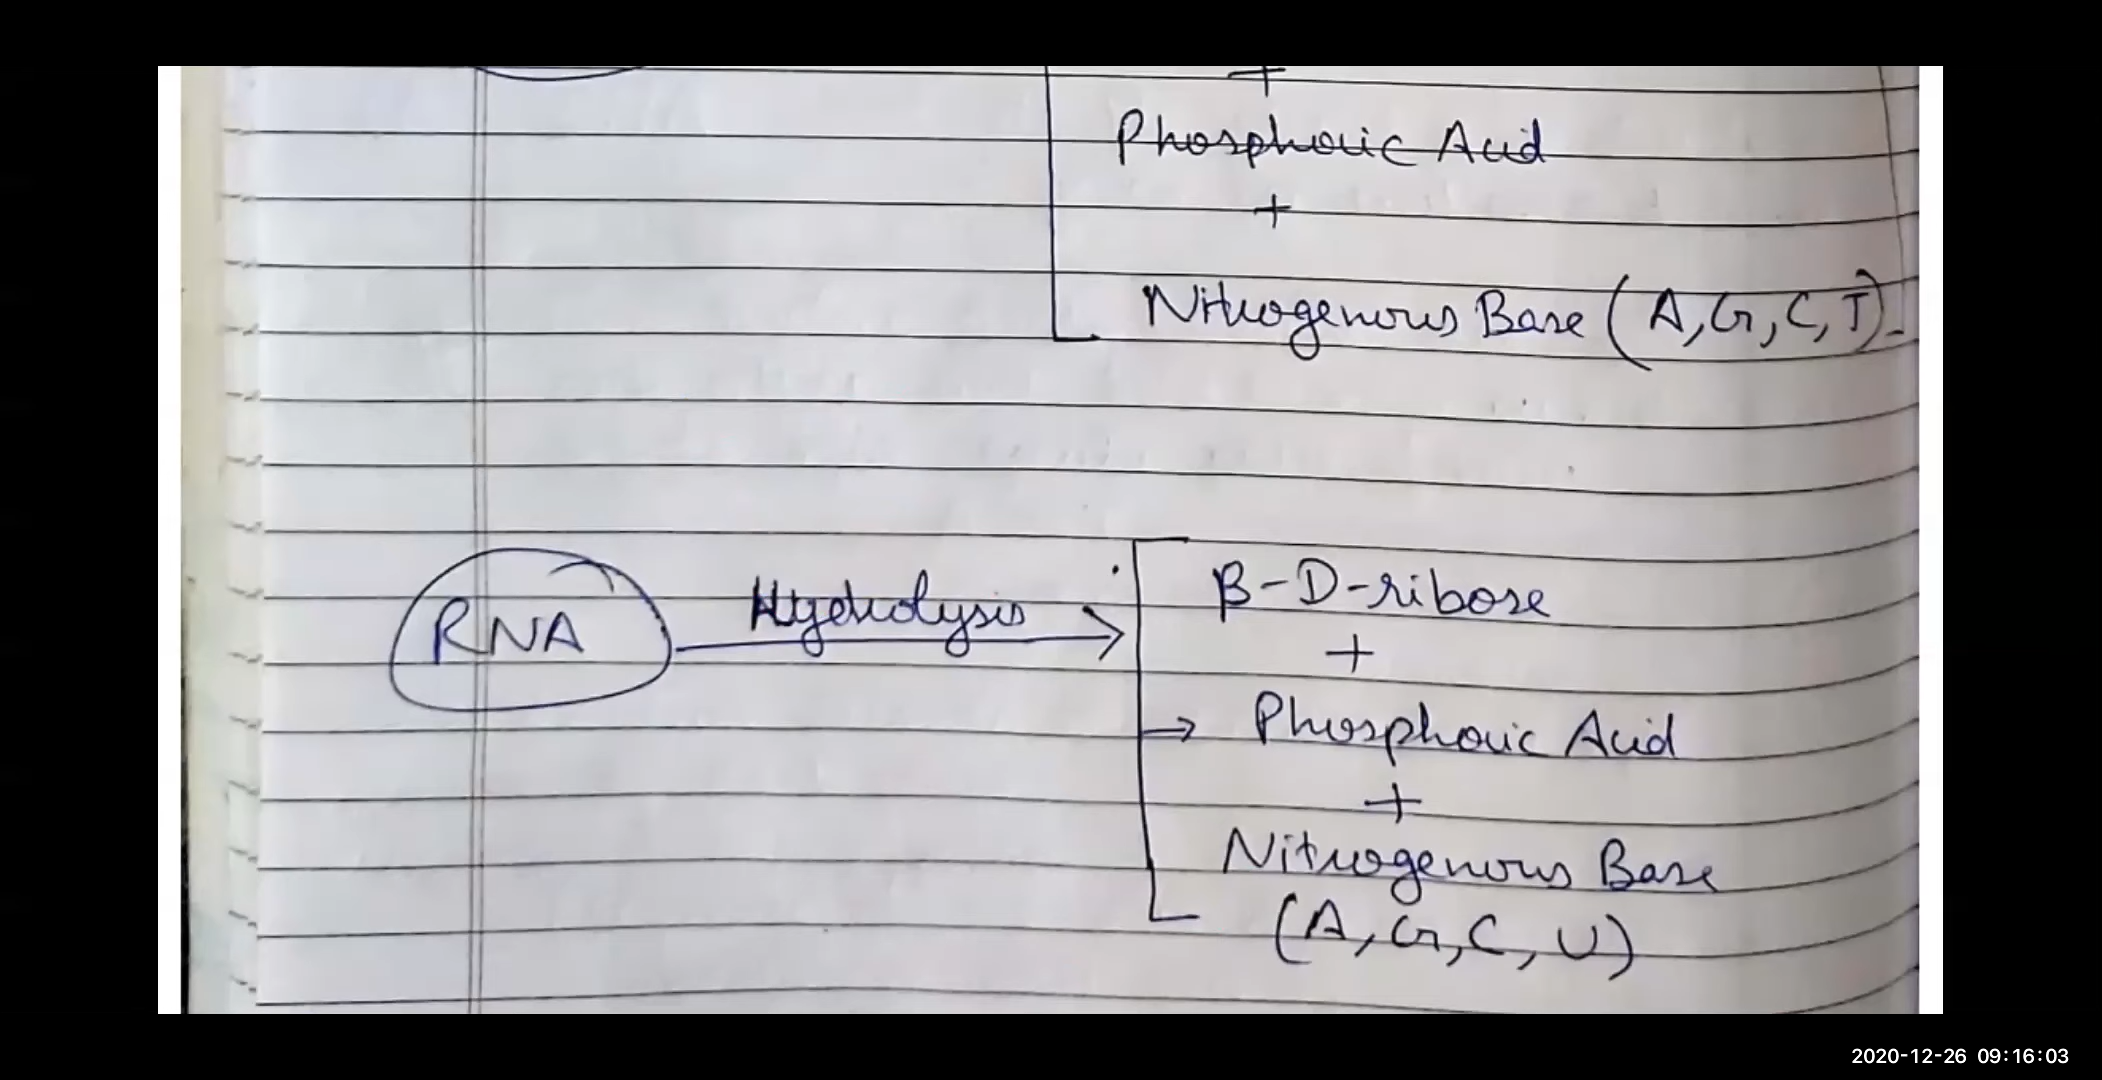 +
Phosphoric Acid
+
Nitrogenous Base (A, G, C, T).
RNA Hydrolysis β-D-ribose
+
→ Phosphoric Acid
+
Nitrogenous Base
(A, G, C, U)
2020-12-26 09:16:03